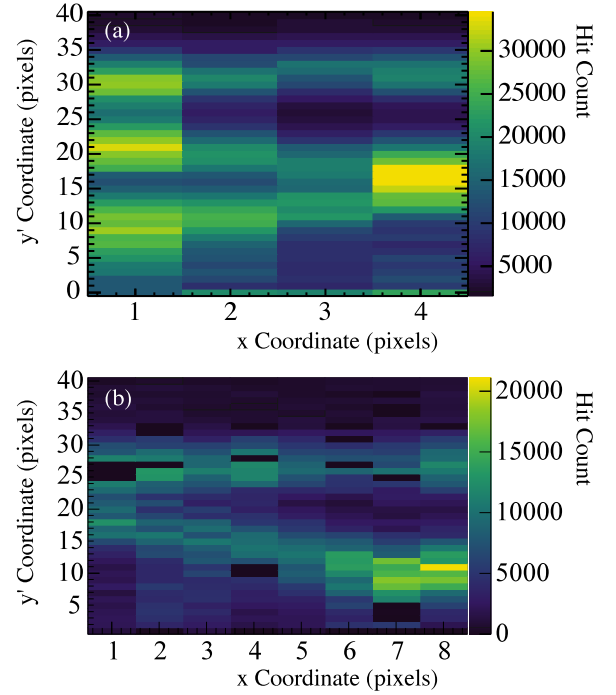 (a)
40
35
30
25
20
15
10
5
0
y' Coordinate (pixels)
1 2 3 4
x Coordinate (pixels)
30000
25000
20000
15000
10000
5000
Hit Count
(b)
40
35
30
25
20
15
10
5
y' Coordinate (pixels)
1 2 3 4 5 6 7 8
x Coordinate (pixels)
20000
15000
10000
5000
0
Hit Count